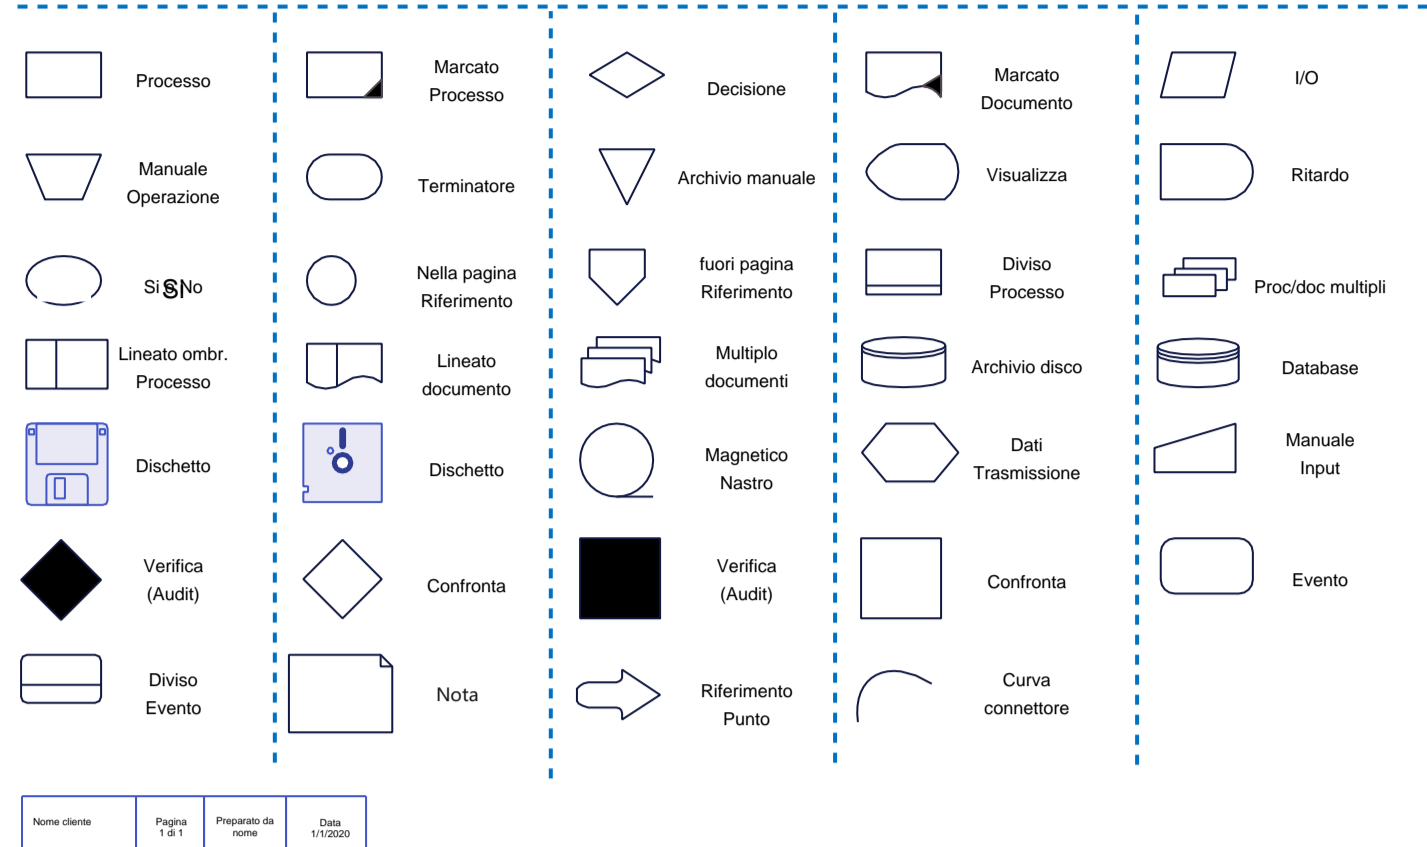 Processo
Marcato
Processo
Decisione
Marcato
Documento
I/O
Manuale
Operazione
Terminatore
Archivio manuale
Visualizza
Ritardo
Si o No
SI
Nella pagina
Riferimento
fuori pagina
Riferimento
Diviso
Processo
Proc/doc multipli
Lineato ombr.
Processo
Lineato
documento
Multiplo
documenti
Archivio disco
Database
Dischetto
Dischetto
Magnetico
Nastro
Dati
Trasmissione
Manuale
Input
Verifica
(Audit)
Confronta
Verifica
(Audit)
Confronta
Evento
Diviso
Evento
Nota
Riferimento
Punto
Curva
connettore
Nome cliente
Pagina
1 di 1
Preparato da
nome
Data
1/1/2020